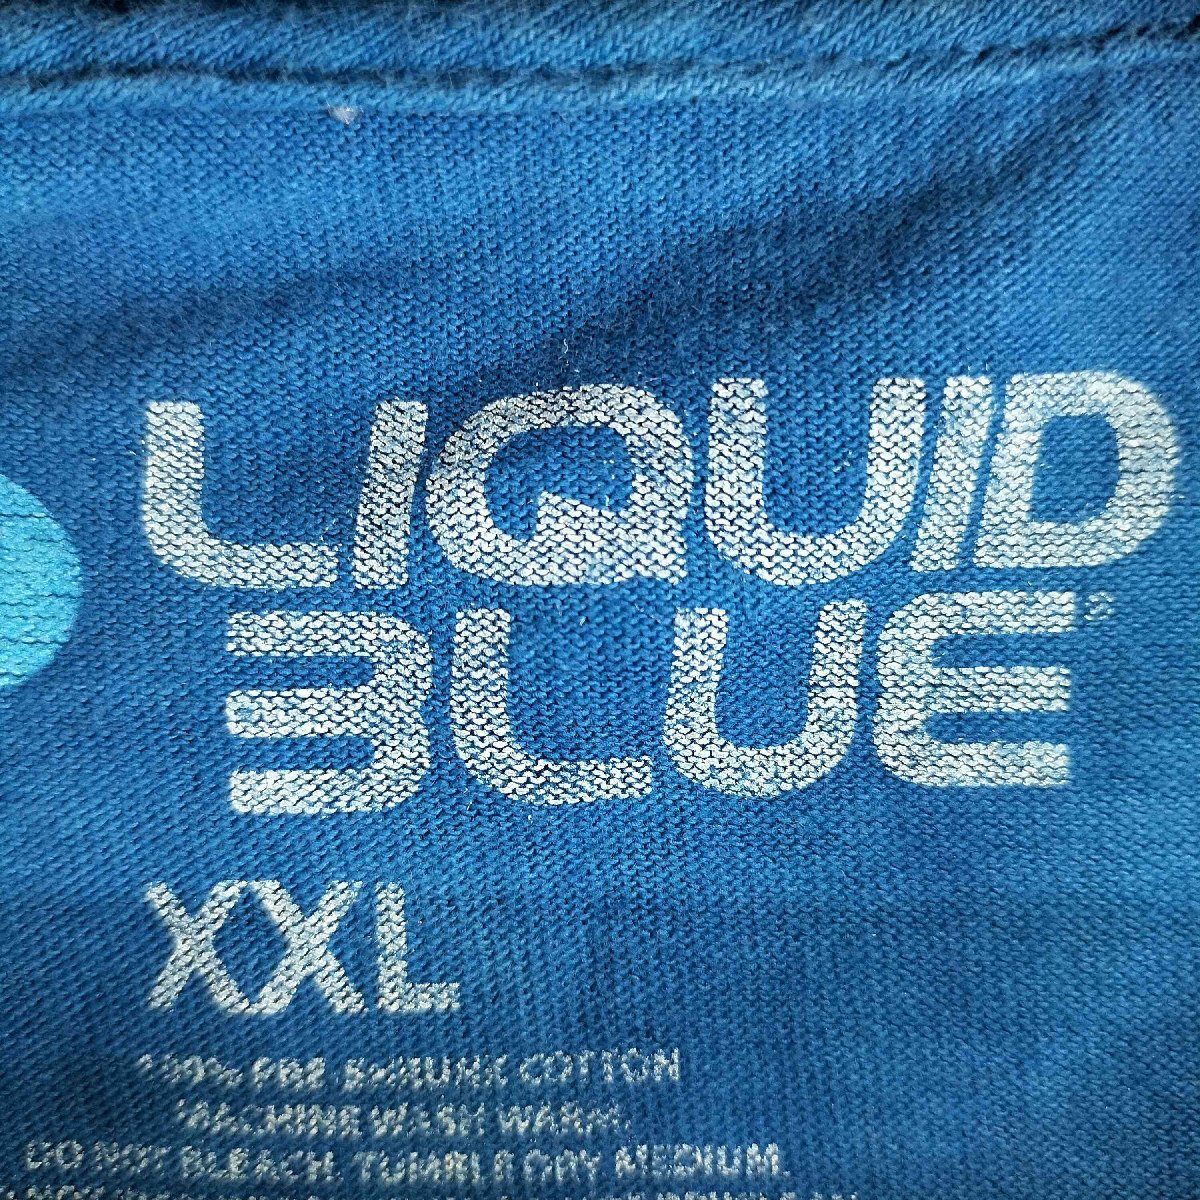 LIQUID
BLUE®
XXL
100% PRE-SHRUNK COTTON
MACHINE WASH WARM.
DO NOT BLEACH. TUMBLE DRY MEDIUM.